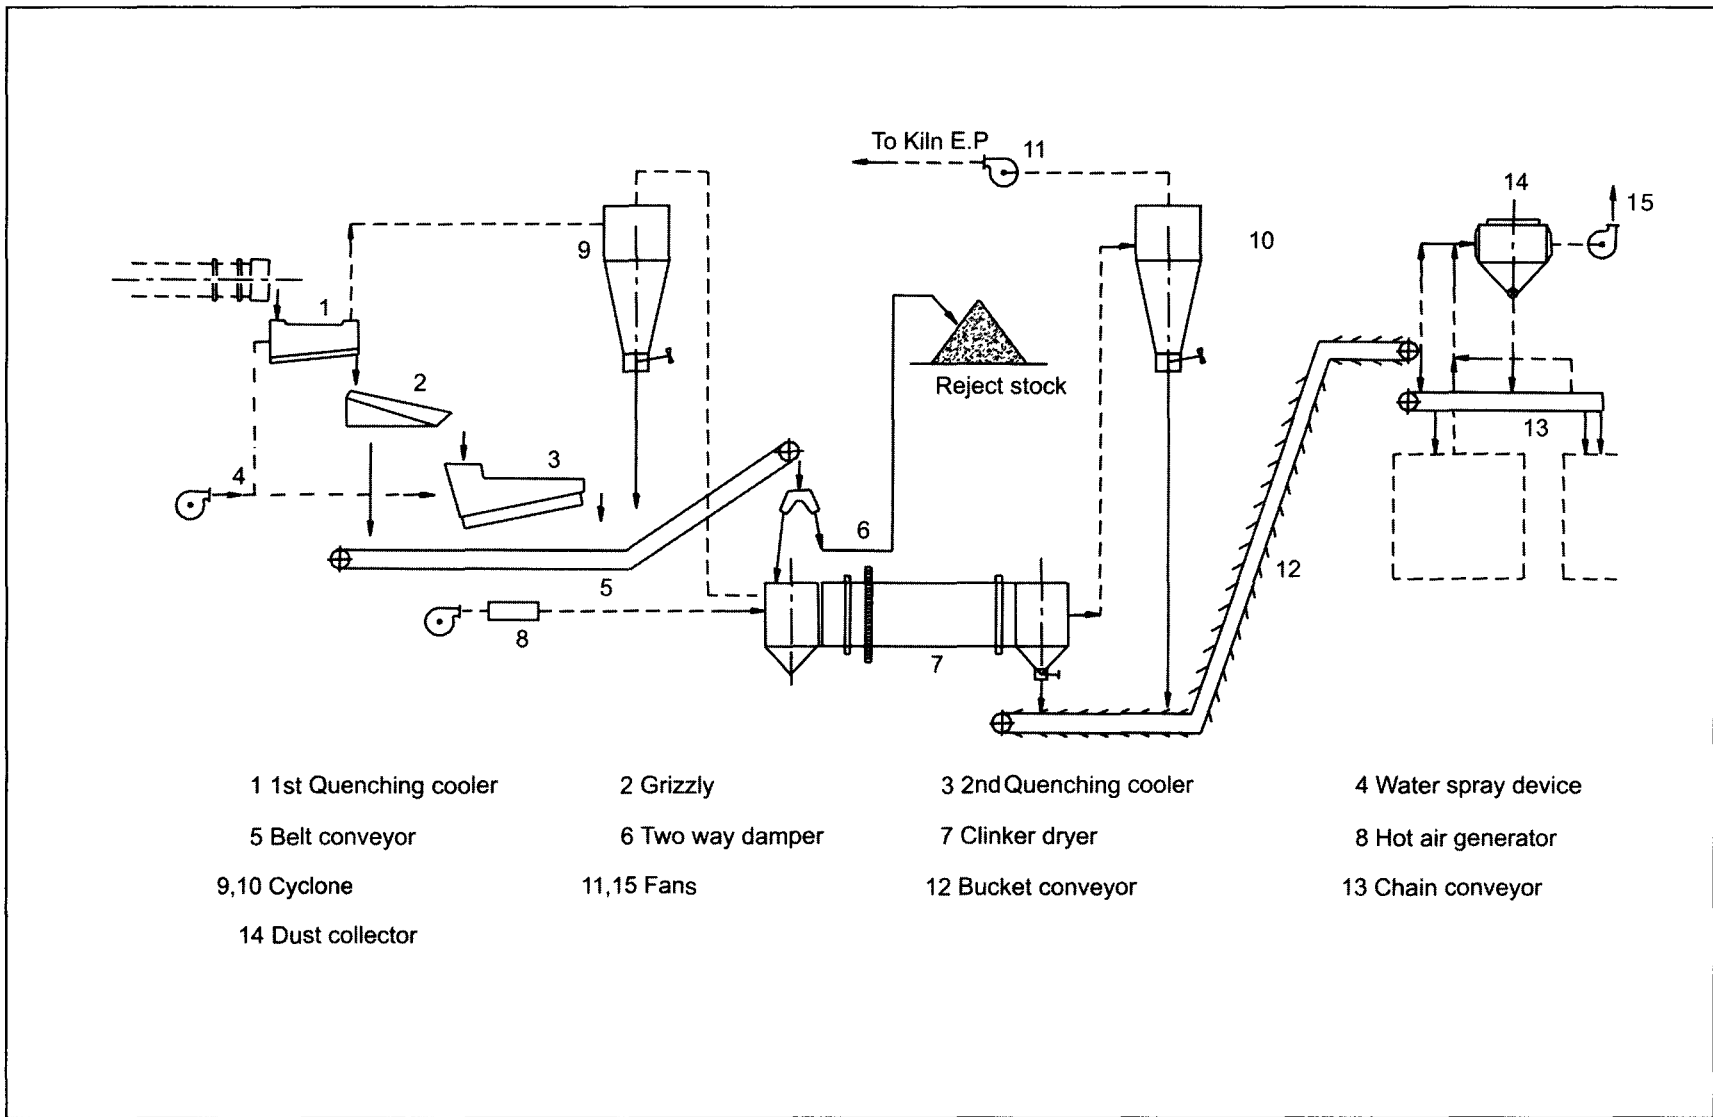 To Kiln E.P
11
14
15
9
10
1
2
Reject stock
3
13
4
6
12
5
8
7
1 1st Quenching cooler
2 Grizzly
3 2nd Quenching cooler
4 Water spray device
5 Belt conveyor
6 Two way damper
7 Clinker dryer
8 Hot air generator
9,10 Cyclone
11,15 Fans
12 Bucket conveyor
13 Chain conveyor
14 Dust collector